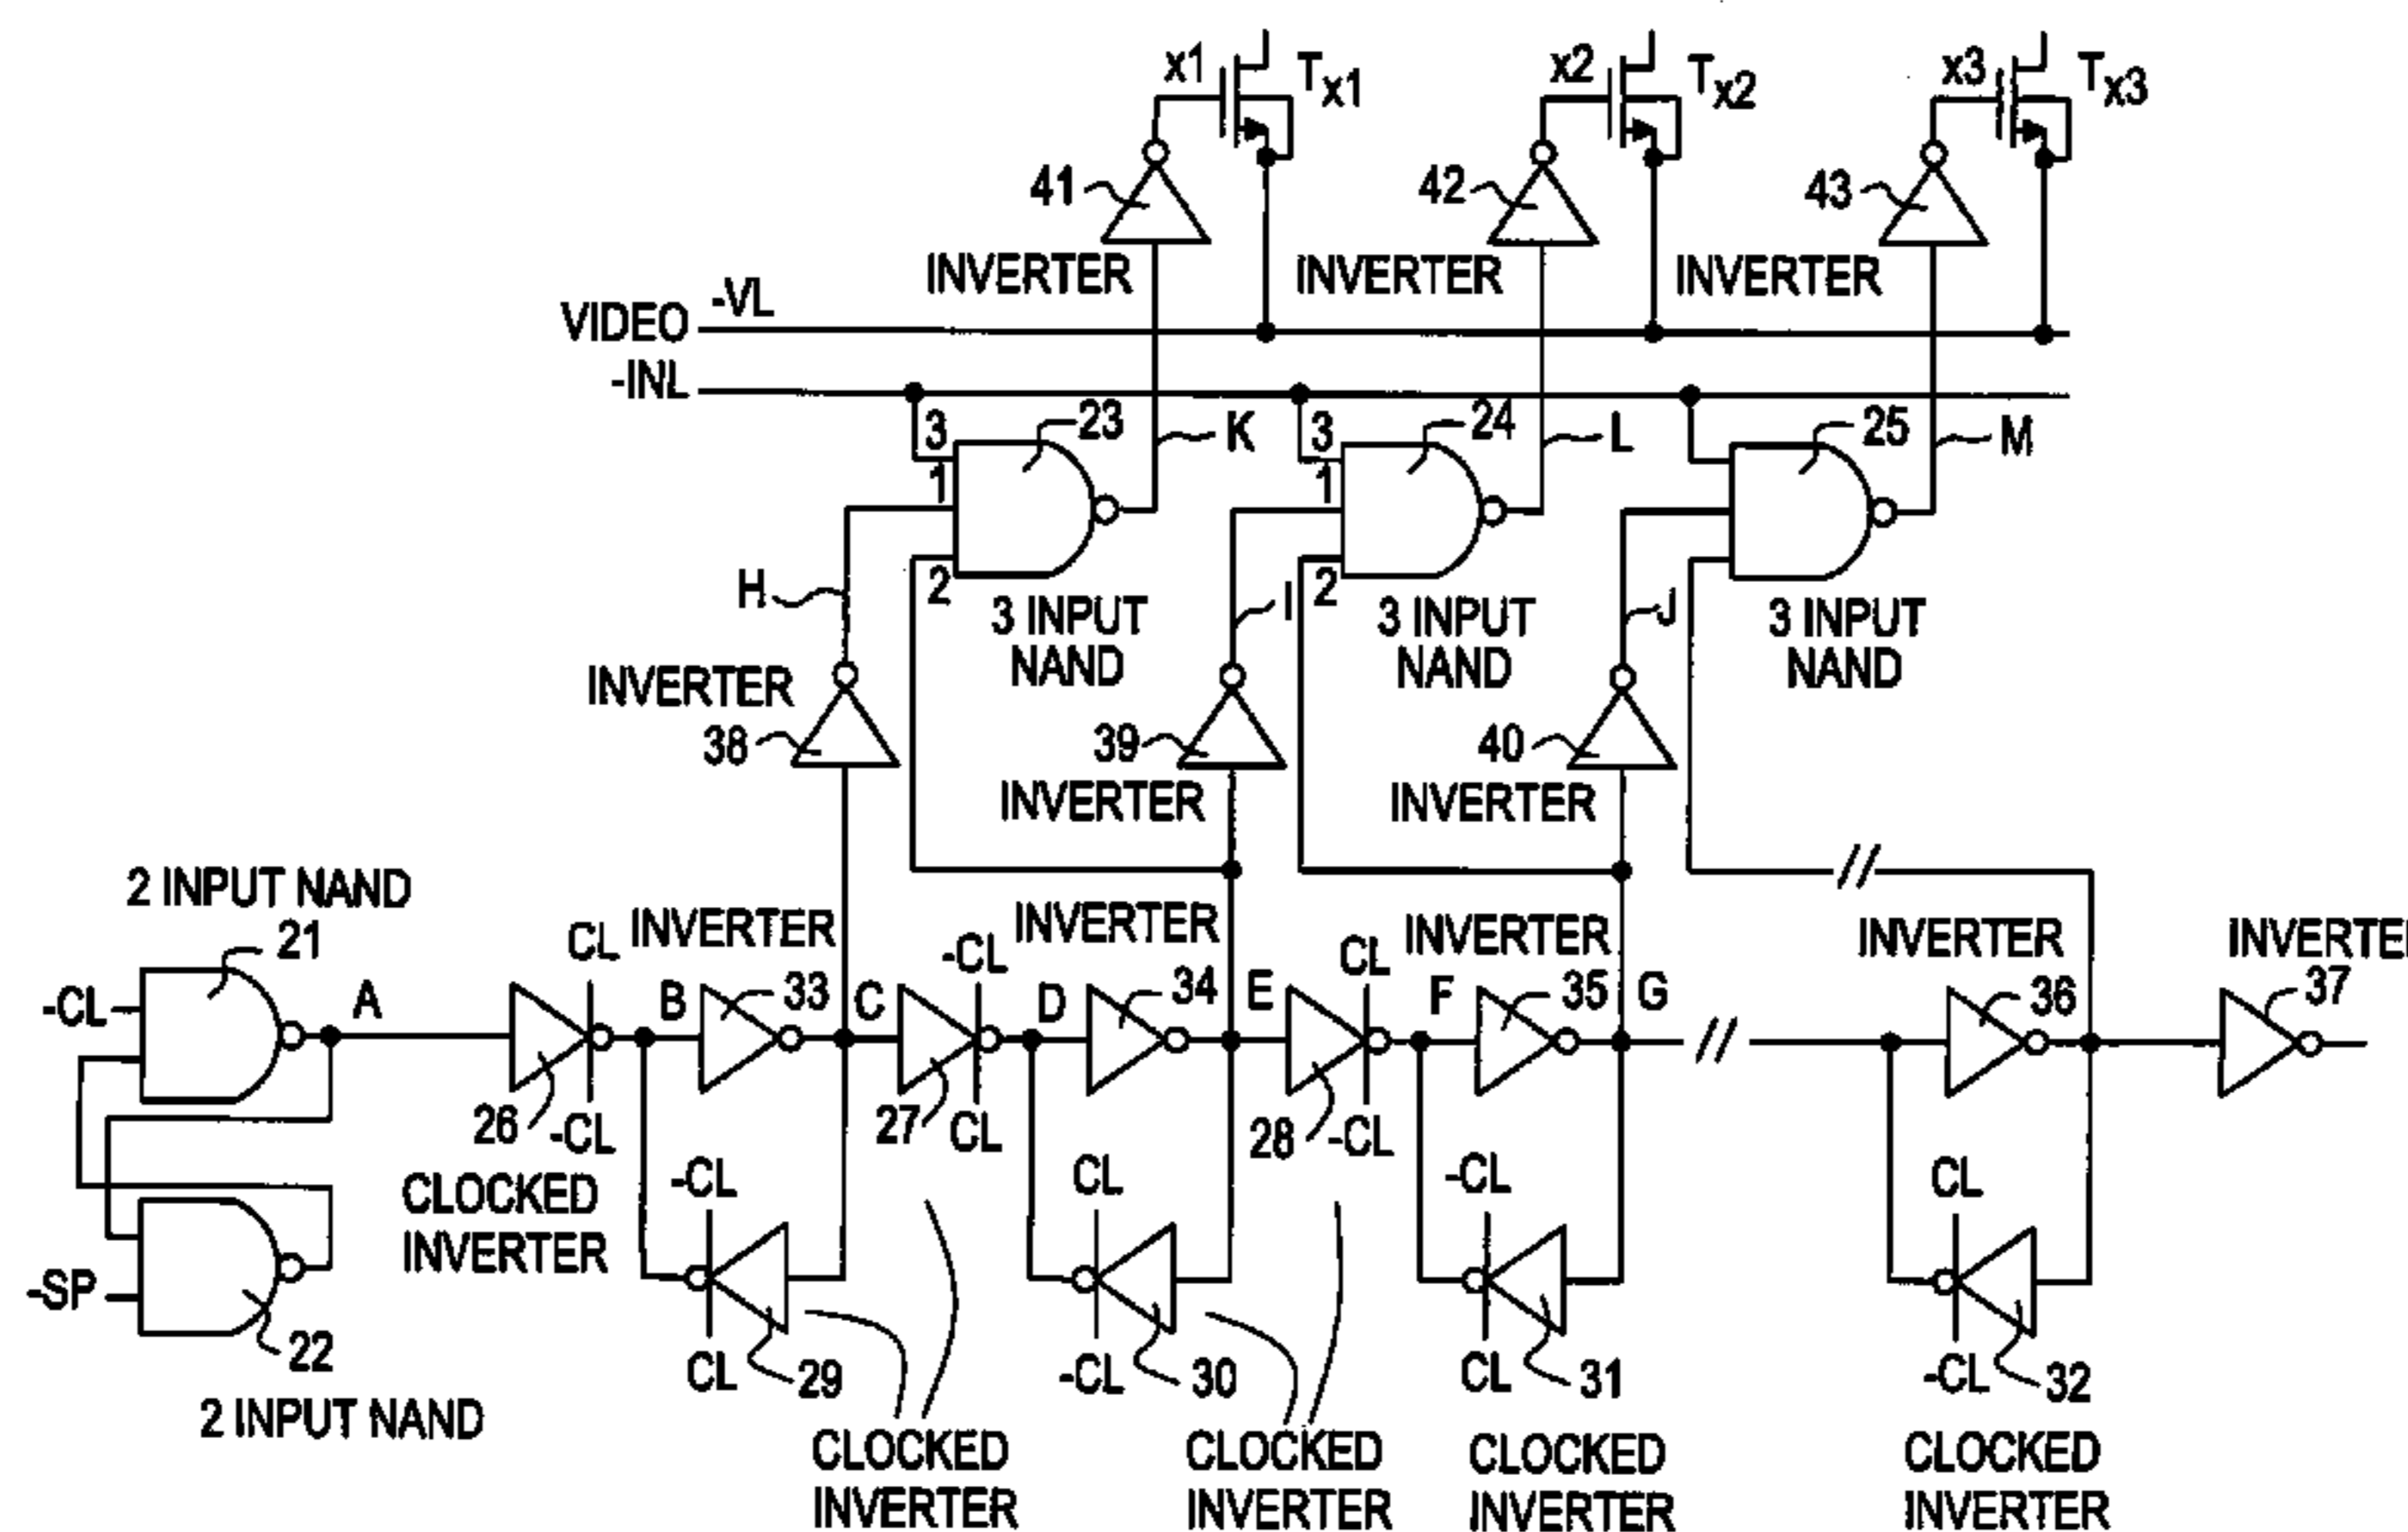 x1 Tx1 x2 Tx2 x3 Tx3
41 42 43
INVERTER INVERTER INVERTER
VIDEO -VL
-INL
3 23 K 3 24 L 25 M
1 1
2 2
H I J
3 INPUT NAND 3 INPUT NAND 3 INPUT NAND
INVERTER
38 39 40
INVERTER INVERTER
2 INPUT NAND
21
INVERTER INVERTER INVERTER INVERTER
CL -CL CL
-CL A B 33 C D 34 E F 35 G 36 37
26 -CL 27 CL 28 -CL
CLOCKED INVERTER
-CL CL -CL CL
-SP
22
CL 29 -CL 30 CL 31 -CL 32
2 INPUT NAND
CLOCKED INVERTER CLOCKED INVERTER CLOCKED INVERTER CLOCKED INVERTER